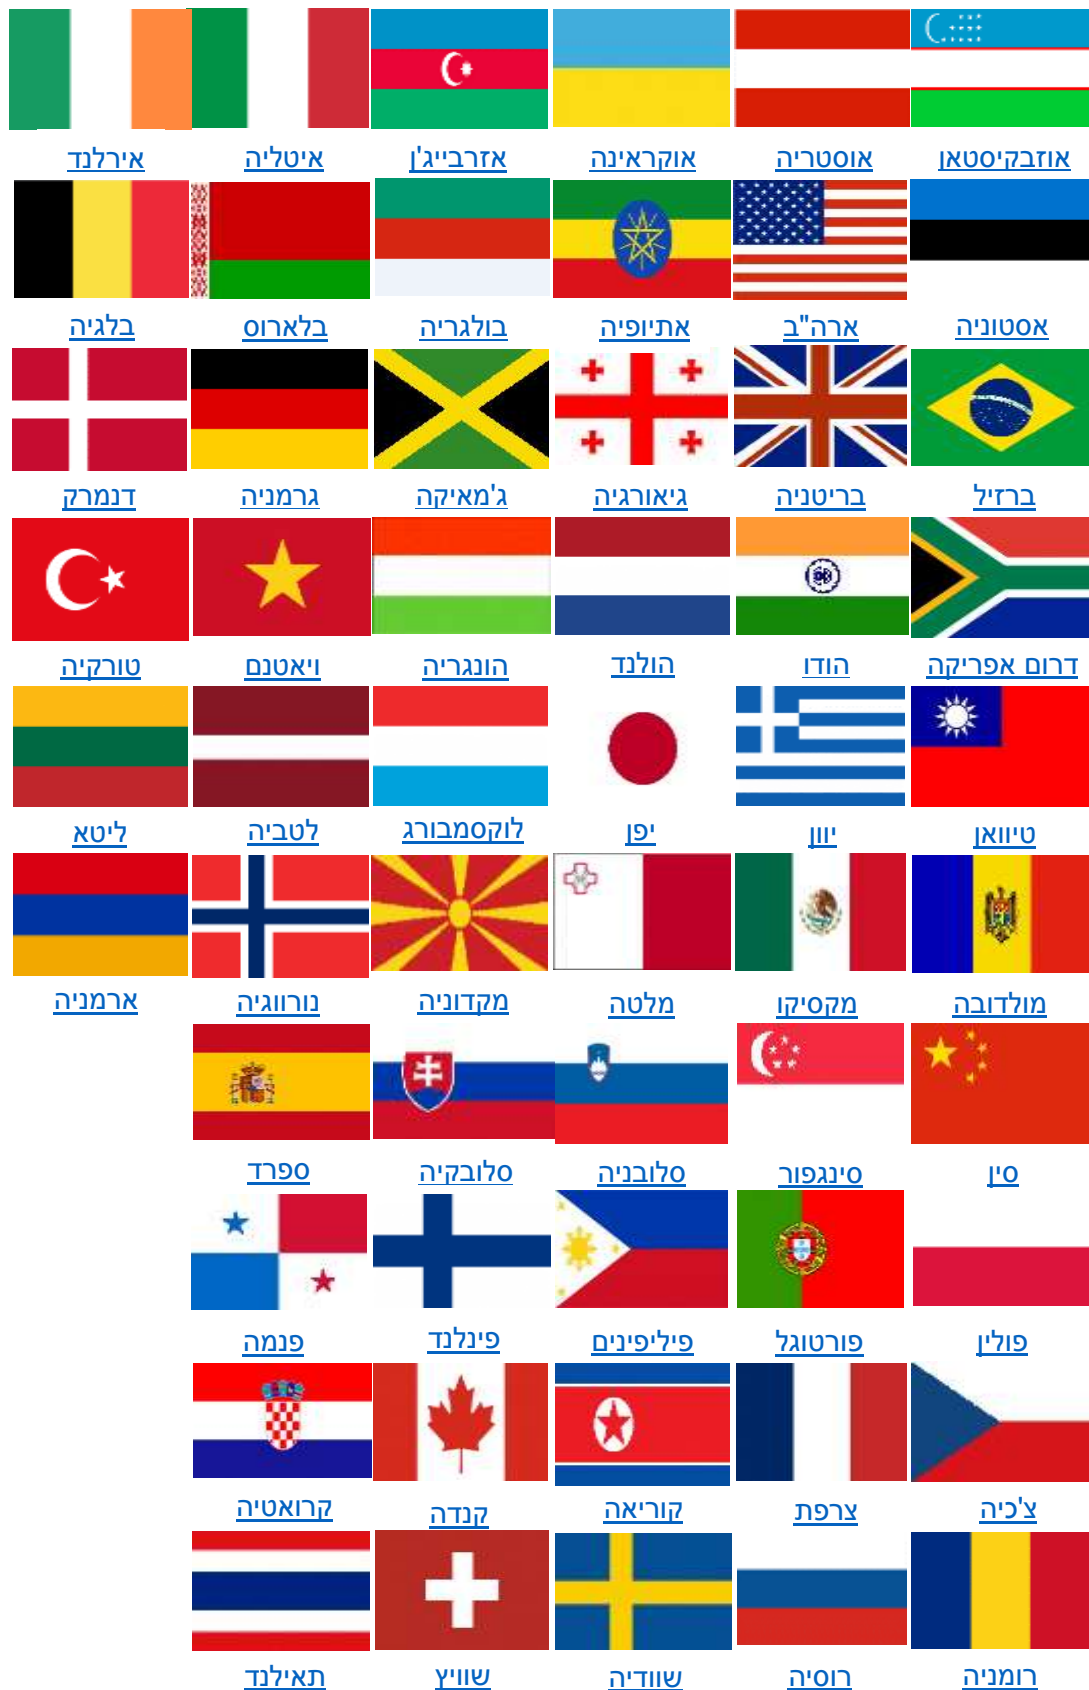 אוזבקיסטאן אוסטריה אוקראינה אזרבייג'ן איטליה אירלנד
אסטוניה ארה"ב אתיופיה בולגריה בלארוס בלגיה
ברזיל בריטניה גיאורגיה ג'מאיקה גרמניה דנמרק
דרום אפריקה הודו הולנד הונגריה ויאטנם טורקיה
טיוואן יוון יפן לוקסמבורג לטביה ליטא
מולדובה מקסיקו מלטה מקדוניה נורווגיה ארמניה
סין סינגפור סלובניה סלובקיה ספרד
פולין פורטוגל פיליפינים פינלנד פנמה
צ'כיה צרפת קוריאה קנדה קרואטיה
רומניה רוסיה שוודיה שוויץ תאילנד